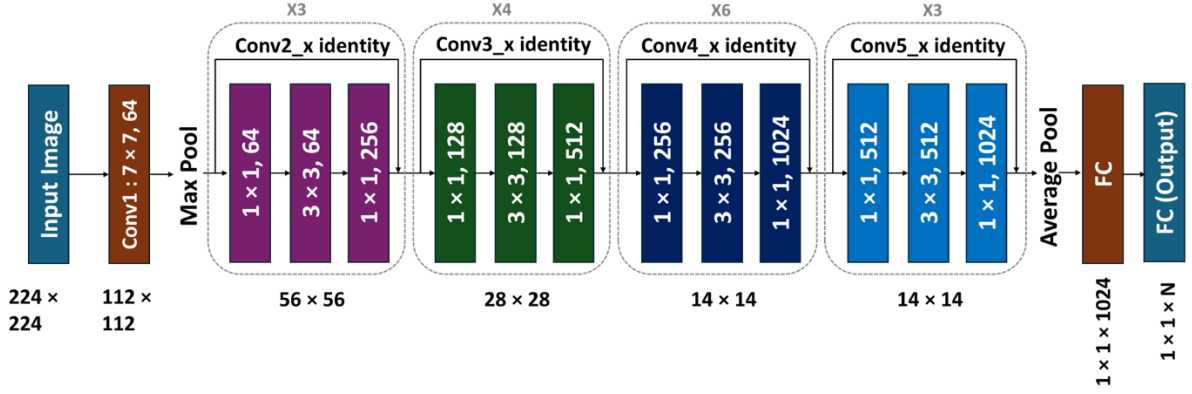 X3
X4
X6
X3
Conv2_x identity
Conv3_x identity
Conv4_x identity
Conv5_x identity
Input Image
Conv1 : 7 × 7, 64
Max Pool
1 × 1, 64
3 × 3, 64
1 × 1, 256
1 × 1, 128
3 × 3, 128
1 × 1, 512
1 × 1, 256
3 × 3, 256
1 × 1, 1024
1 × 1, 512
3 × 3, 512
1 × 1, 1024
Average Pool
FC
FC (Output)
224 ×
224
112 ×
112
56 × 56
28 × 28
14 × 14
14 × 14
1 × 1 × 1024
1 × 1 × N